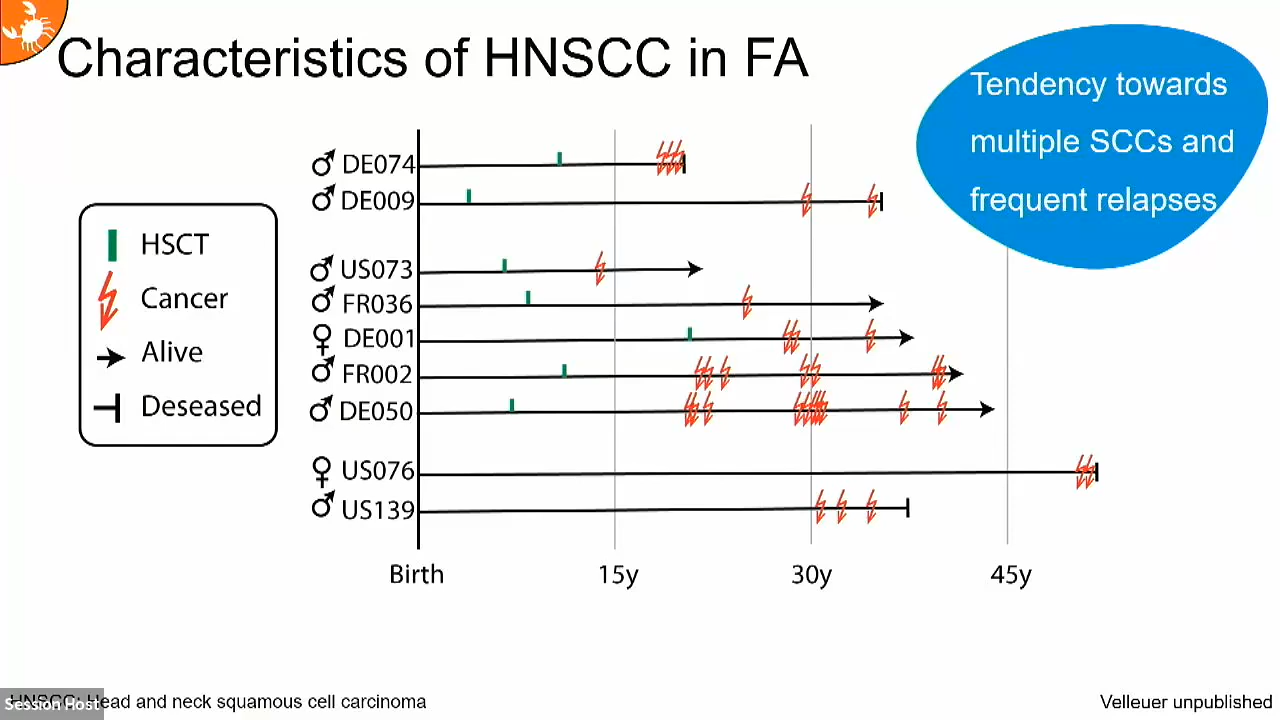 Characteristics of HNSCC in FA
Tendency towards
multiple SCCs and
frequent relapses
HSCT
Cancer
Alive
Deseased
♂ DE074
♂ DE009
♂ US073
♂ FR036
♀ DE001
♂ FR002
♂ DE050
♀ US076
♂ US139
Birth 15y 30y 45y
HNSCC: Head and neck squamous cell carcinoma
Session Host
Velleuer unpublished